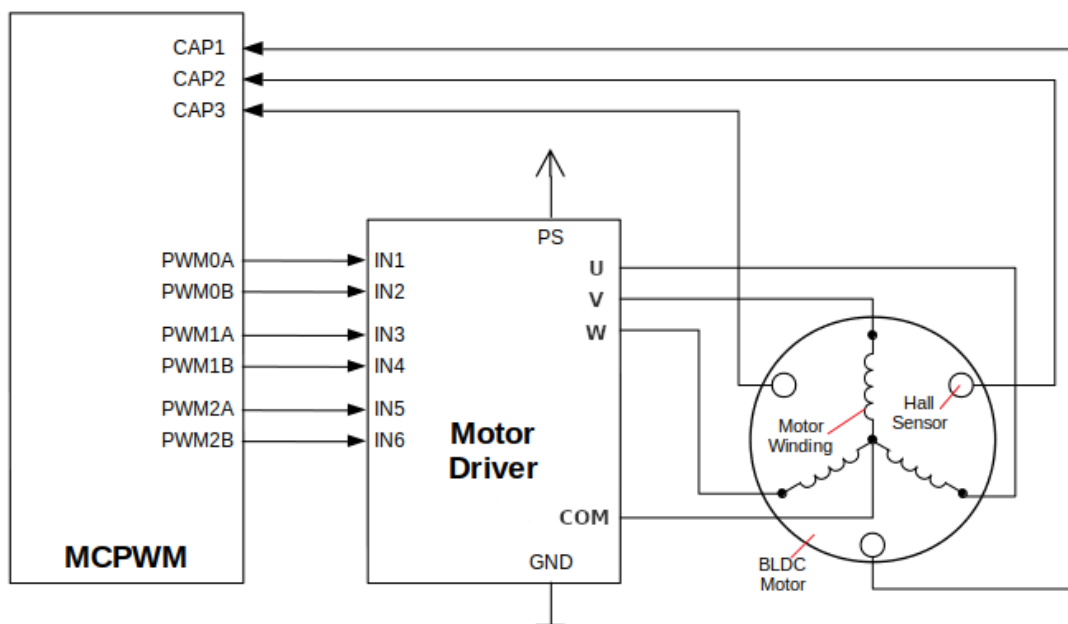 CAP1
CAP2
CAP3
PS
PWM0A
IN1
U
PWM0B
IN2
V
PWM1A
IN3
W
PWM1B
IN4
PWM2A
IN5
PWM2B
IN6
Motor
Driver
Hall
Sensor
Motor
Winding
COM
MCPWM
GND
BLDC
Motor